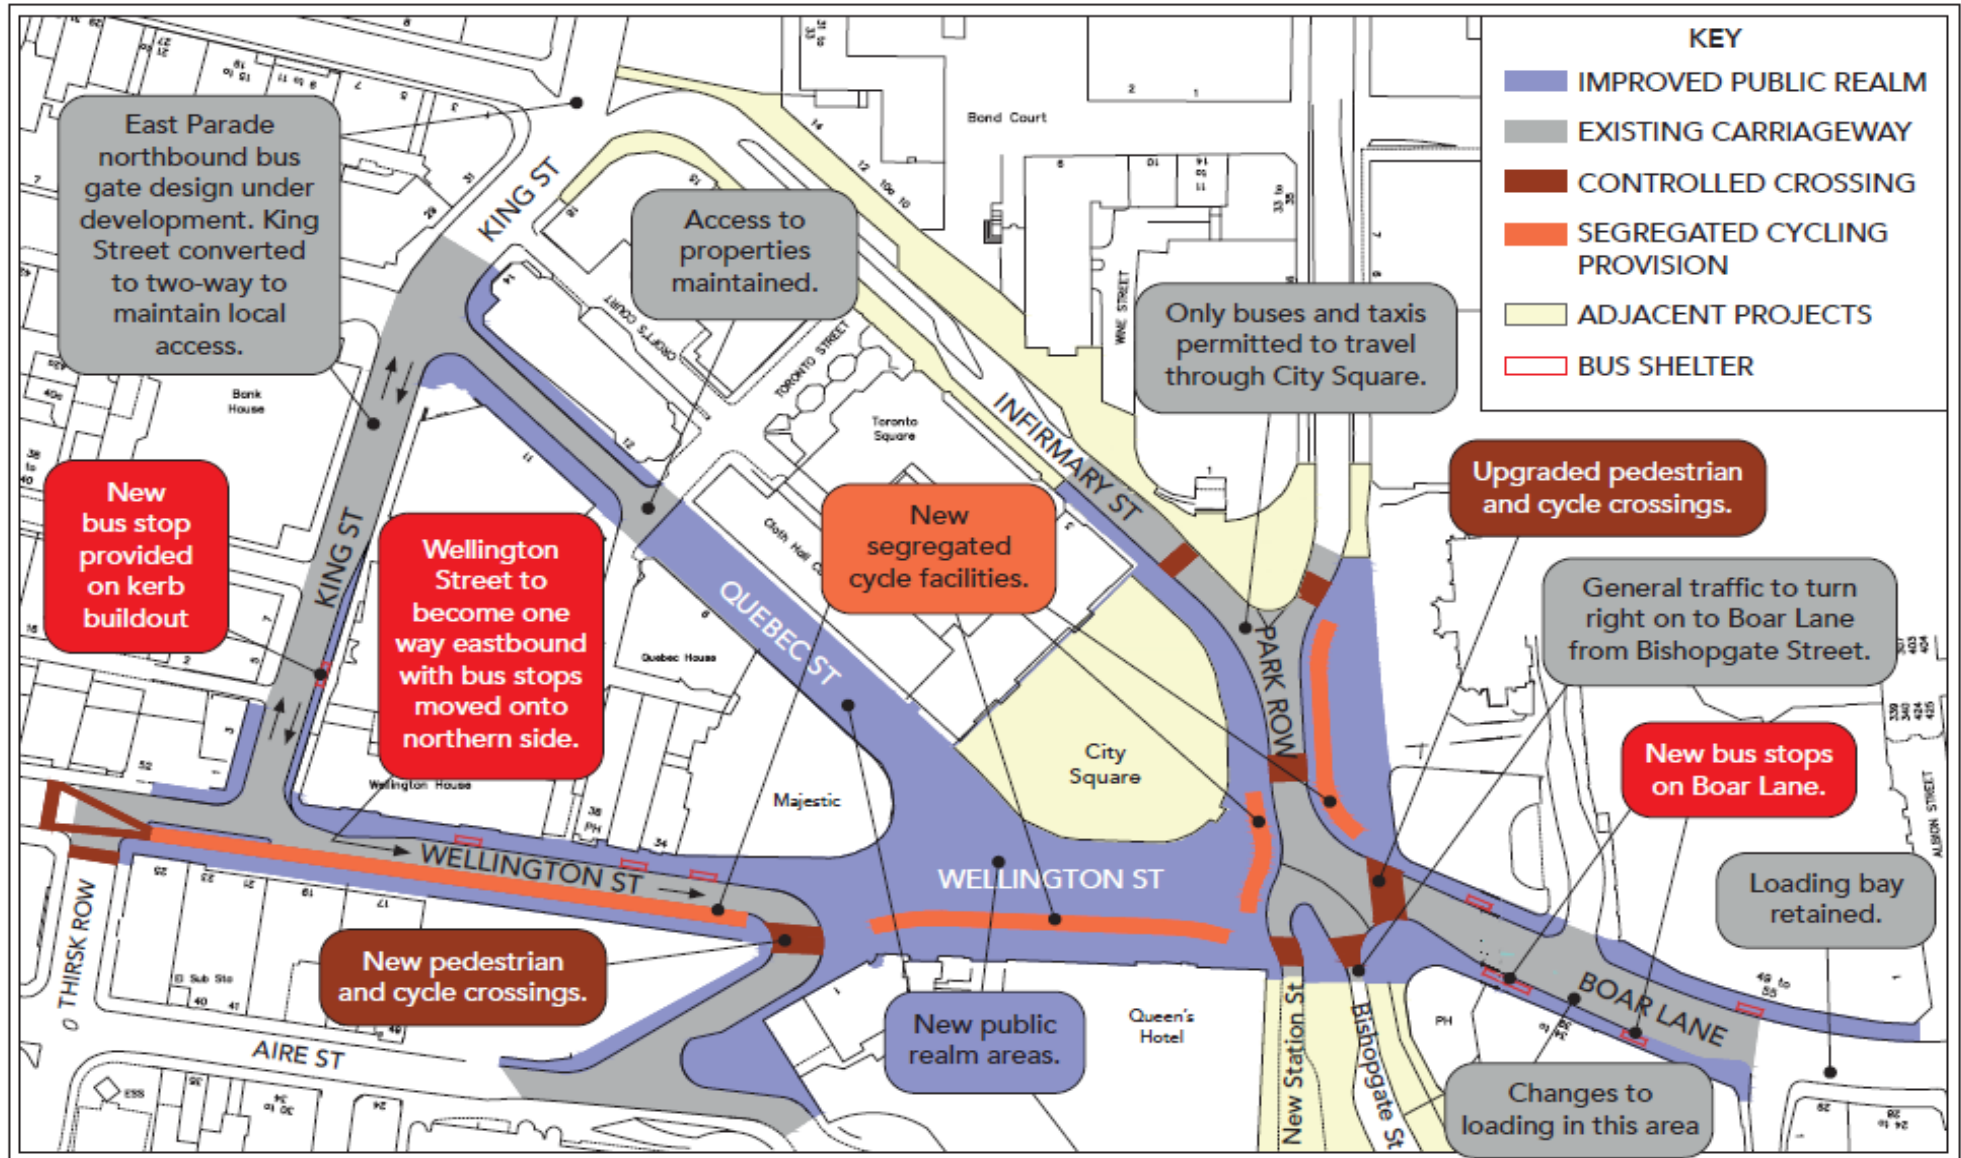 KEY
IMPROVED PUBLIC REALM
EXISTING CARRIAGEWAY
CONTROLLED CROSSING
SEGREGATED CYCLING
PROVISION
ADJACENT PROJECTS
BUS SHELTER
East Parade
northbound bus
gate design under
development. King
Street converted
to two-way to
maintain local
access.
KING ST
Access to
properties
maintained.
Bond Court
Only buses and taxis
permitted to travel
through City Square.
WINE STREET
CROFT'S COURT
TORONTO STREET
Toronto
Square
INFIRMARY ST
Bank
House
New
bus stop
provided
on kerb
buildout
KING ST
Wellington
Street to
become one
way eastbound
with bus stops
moved onto
northern side.
New
segregated
cycle facilities.
Upgraded pedestrian
and cycle crossings.
General traffic to turn
right on to Boar Lane
from Bishopgate Street.
QUEBEC ST
Quebec House
PARK ROW
City
Square
New bus stops
on Boar Lane.
Wellington House
Majestic
ALBION STREET
WELLINGTON ST
WELLINGTON ST
Loading bay
retained.
THIRSK ROW
New pedestrian
and cycle crossings.
El Sub Sta
New public
realm areas.
Queen's
Hotel
New Station St.
Bishopgate St
PH
BOAR LANE
AIRE ST
ESS
Changes to
loading in this area